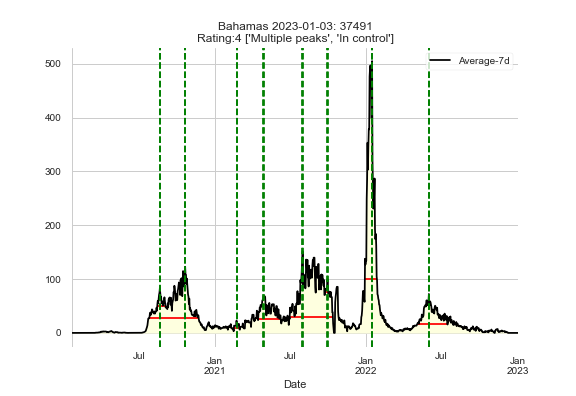 Bahamas 2023-01-03: 37491
Rating:4 ['Multiple peaks', 'In control']
Average-7d
500
400
300
200
100
0
Jul
Jan
2021
Jul
Jan
2022
Jul
Jan
2023
Date